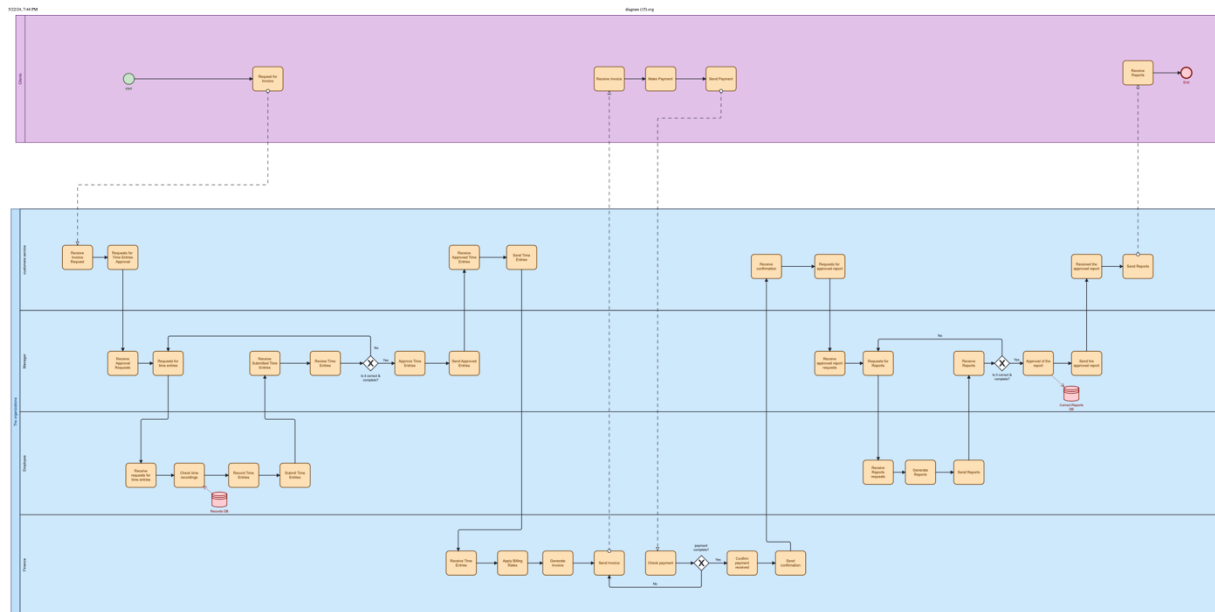 5/22/24, 7:44 PM
diagram (19).svg
Clients
start
Request for
Invoice
Receive Invoice
Make Payment
Send Payment
Receive
Reports
End
The organizations
customer service
Receive
Invoice
Request
Requests for
Time Entries
Approval
Receive
Approved Time
Entries
Send Time
Entries
Receive
confirmation
Requests for
approved report
Received the
approved report
Send Reports
Manager
Receive
Approval
Requests
Requests for
time entries
Receive
Submitted Time
Entries
Review Time
Entries
No
Is it correct &
complete?
Yes
Approve Time
Entries
Send Approved
Entries
Receive
approved report
requests
Requests for
Reports
No
Receive
Reports
is it correct &
complete?
Yes
Approval of the
report
Send the
approved report
Current Reports
DB
Employee
Receive
requests for
time entries
Check time
recordings
Record Time
Entries
Submit Time
Entries
Records DB
Receive
Reports
requests
Generate
Reports
Send Reports
Finance
Receive Time
Entries
Apply Billing
Rates
Generate
Invoice
Send Invoice
Check payment
payment
complete?
Yes
No
Confirm
payment
received
Send
confirmation